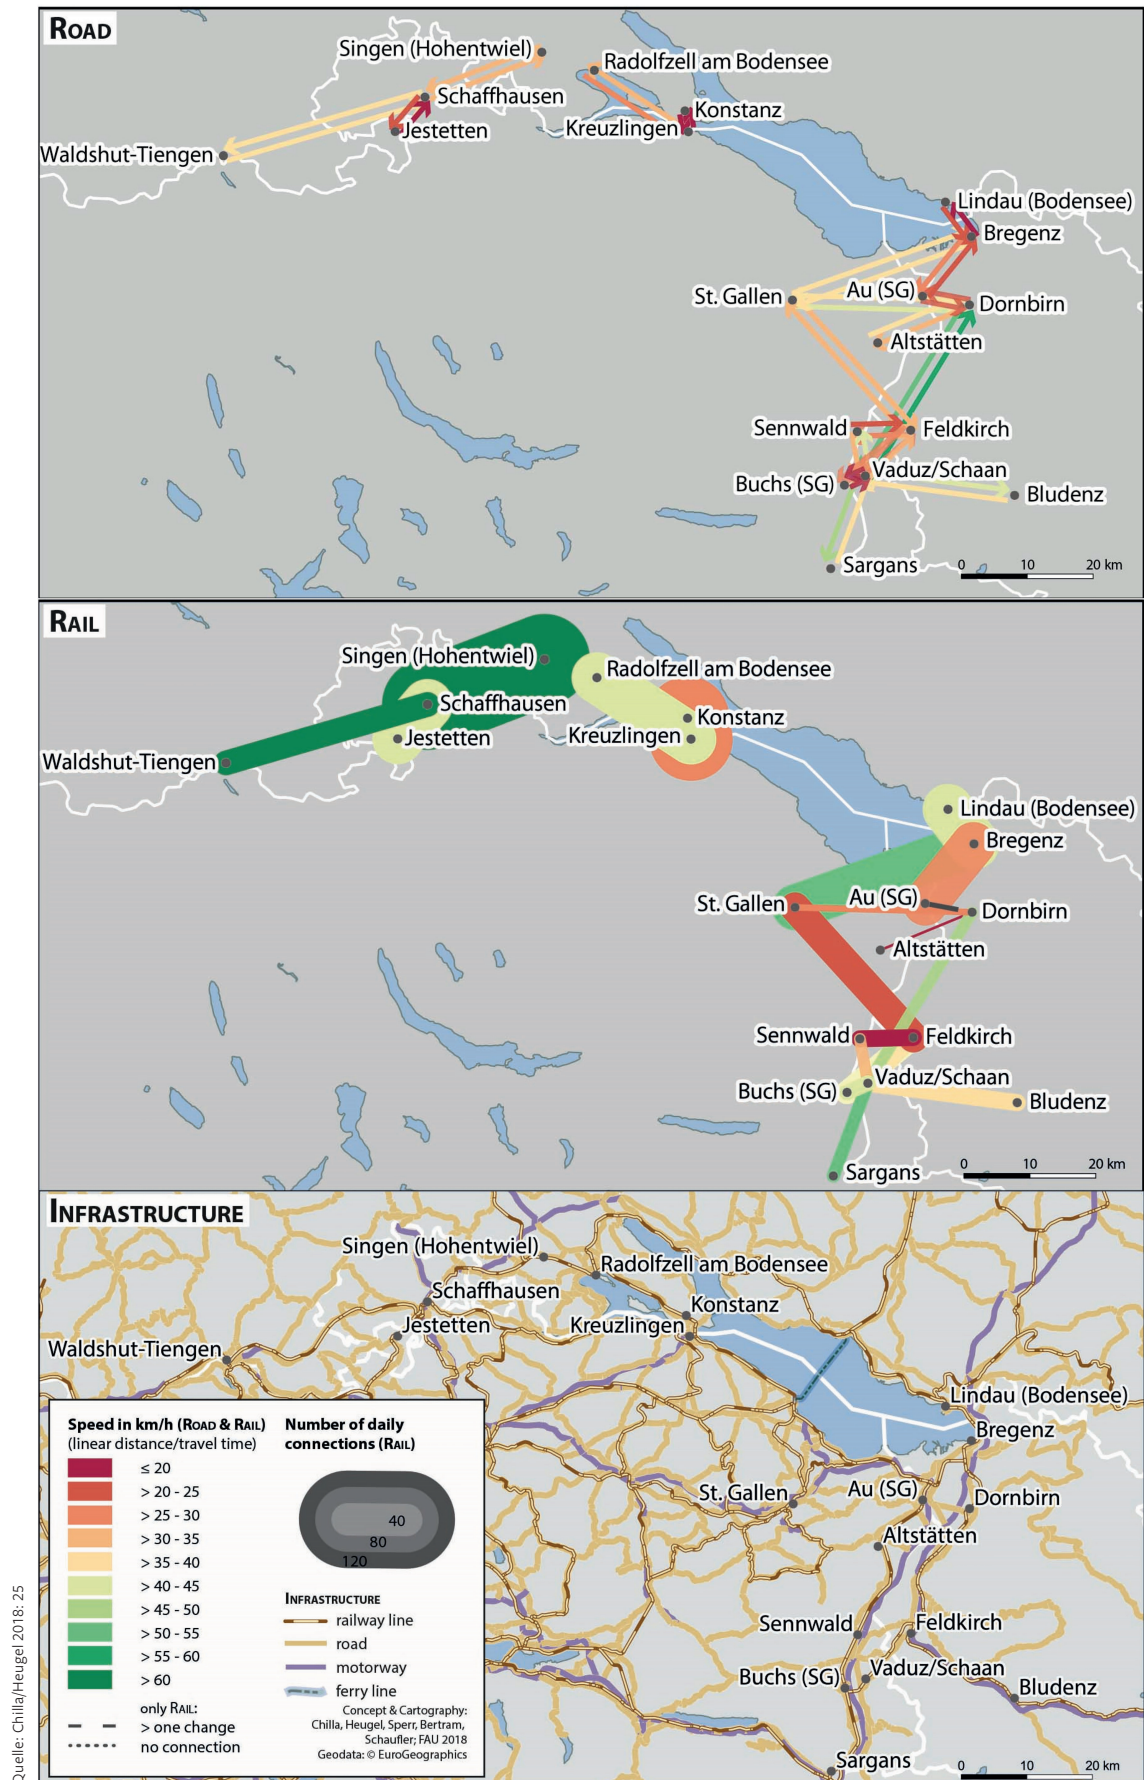 ROAD
Singen (Hohentwiel)
Radolfzell am Bodensee
Schaffhausen
Konstanz
Jestetten
Kreuzlingen
Waldshut-Tiengen
Lindau (Bodensee)
Bregenz
St. Gallen
Au (SG)
Dornbirn
Altstätten
Sennwald
Feldkirch
Vaduz/Schaan
Buchs (SG)
Bludenz
Sargans
0 10 20 km
RAIL
Singen (Hohentwiel)
Radolfzell am Bodensee
Schaffhausen
Konstanz
Jestetten
Kreuzlingen
Waldshut-Tiengen
Lindau (Bodensee)
Bregenz
St. Gallen
Au (SG)
Dornbirn
Altstätten
Sennwald
Feldkirch
Vaduz/Schaan
Buchs (SG)
Bludenz
Sargans
0 10 20 km
INFRASTRUCTURE
Singen (Hohentwiel)
Radolfzell am Bodensee
Schaffhausen
Konstanz
Jestetten
Kreuzlingen
Waldshut-Tiengen
Lindau (Bodensee)
Bregenz
St. Gallen
Au (SG)
Dornbirn
Altstätten
Sennwald
Feldkirch
Vaduz/Schaan
Buchs (SG)
Bludenz
Sargans
0 10 20 km
Speed in km/h (ROAD & RAIL)
(linear distance/travel time)
≤ 20
> 20 - 25
> 25 - 30
> 30 - 35
> 35 - 40
> 40 - 45
> 45 - 50
> 50 - 55
> 55 - 60
> 60
only RAIL:
> one change
no connection
Number of daily
connections (RAIL)
40
80
120
INFRASTRUCTURE
railway line
road
motorway
ferry line
Concept & Cartography:
Chilla, Heugel, Sperr, Bertram,
Schaufler; FAU 2018
Geodata: © EuroGeographics
Quelle: Chilla/Heugel 2018: 25